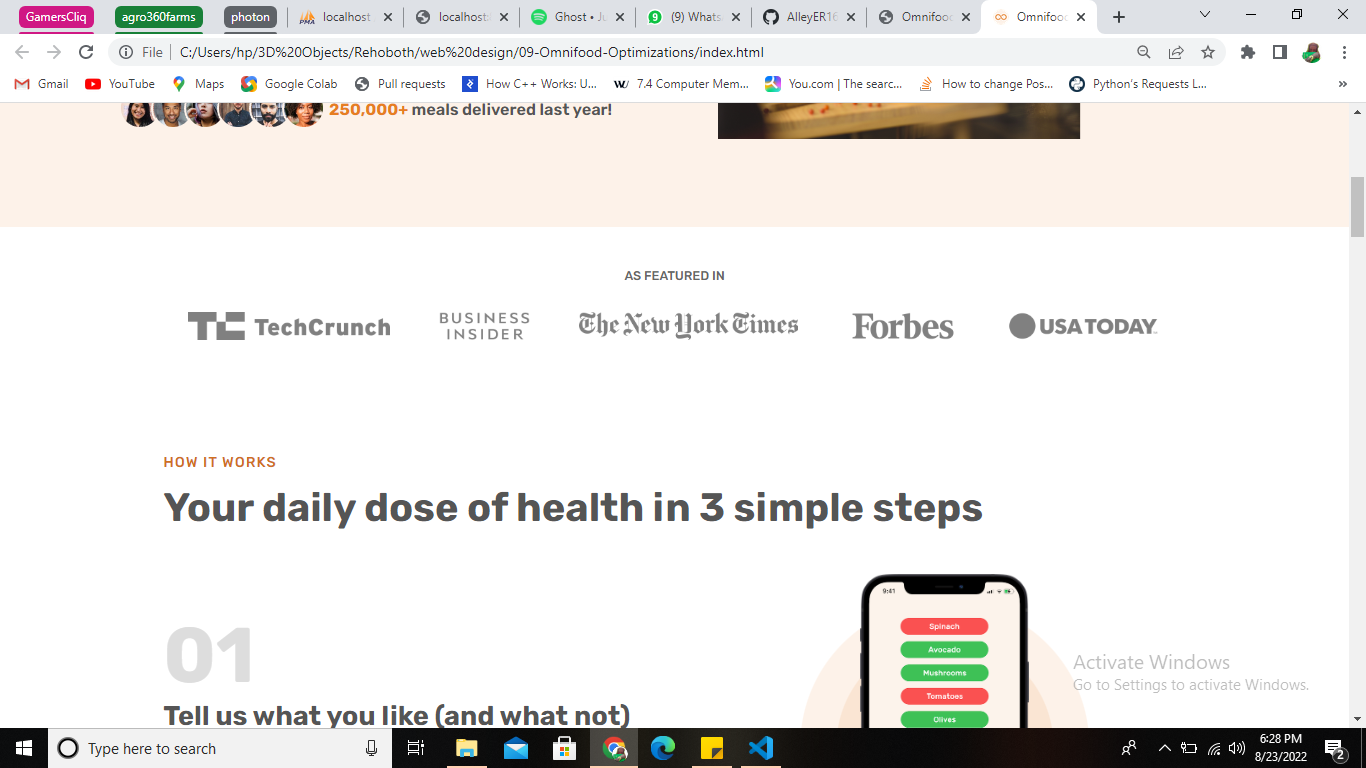 GamersCliq agro360farms photon localhost localhost: Ghost • Ju (9) Whats AlleyER16 Omnifood Omnifood
File C:/Users/hp/3D%20Objects/Rehoboth/web%20design/09-Omnifood-Optimizations/index.html
Gmail YouTube Maps Google Colab Pull requests How C++ Works: U... 7.4 Computer Mem... You.com | The searc... How to change Pos... Python's Requests L...
250,000+ meals delivered last year!
AS FEATURED IN
TechCrunch
BUSINESS
INSIDER
The New York Times
Forbes
USA TODAY
HOW IT WORKS
Your daily dose of health in 3 simple steps
01
Tell us what you like (and what not)
9:41
Spinach
Avocado
Mushrooms
Tomatoes
Olives
Activate Windows
Go to Settings to activate Windows.
Type here to search
6:28 PM
8/23/2022
2